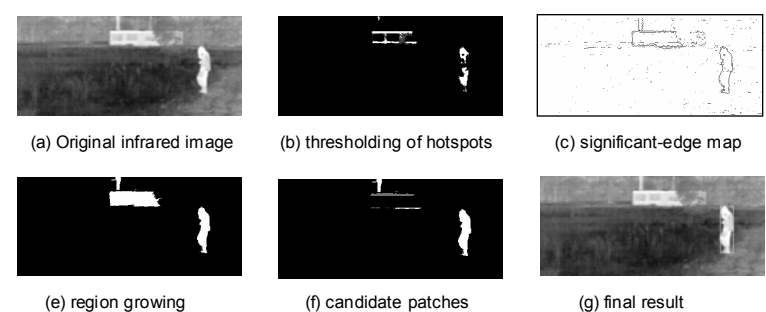 (a) Original infrared image
(b) thresholding of hotspots
(c) significant-edge map
(e) region growing
(f) candidate patches
(g) final result